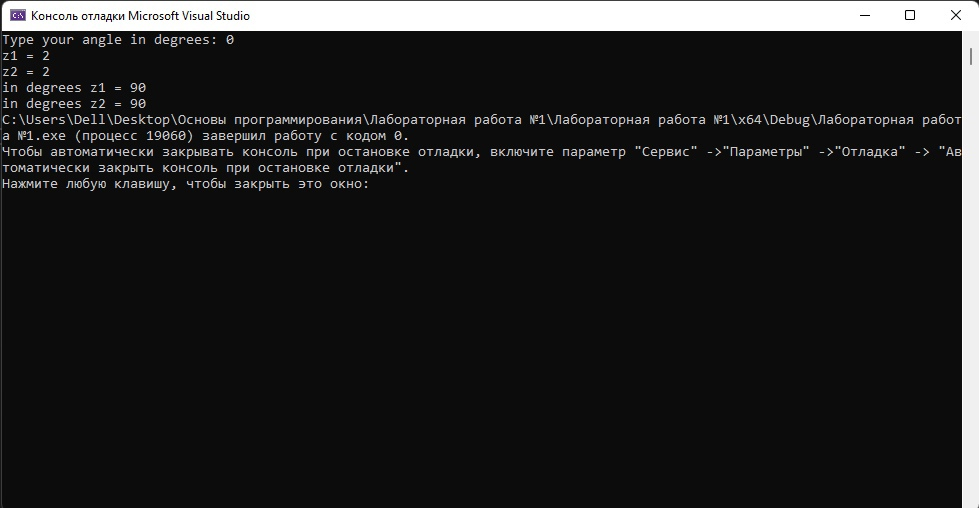 Консоль отладки Microsoft Visual Studio
Type your angle in degrees: 0
z1 = 2
z2 = 2
in degrees z1 = 90
in degrees z2 = 90
C:\Users\Dell\Desktop\Основы программирования\Лабораторная работа №1\Лабораторная работа №1\x64\Debug\Лабораторная работ
а №1.exe (процесс 19060) завершил работу с кодом 0.
Чтобы автоматически закрывать консоль при остановке отладки, включите параметр "Сервис" ->"Параметры" ->"Отладка" -> "Ав
томатически закрыть консоль при остановке отладки".
Нажмите любую клавишу, чтобы закрыть это окно: